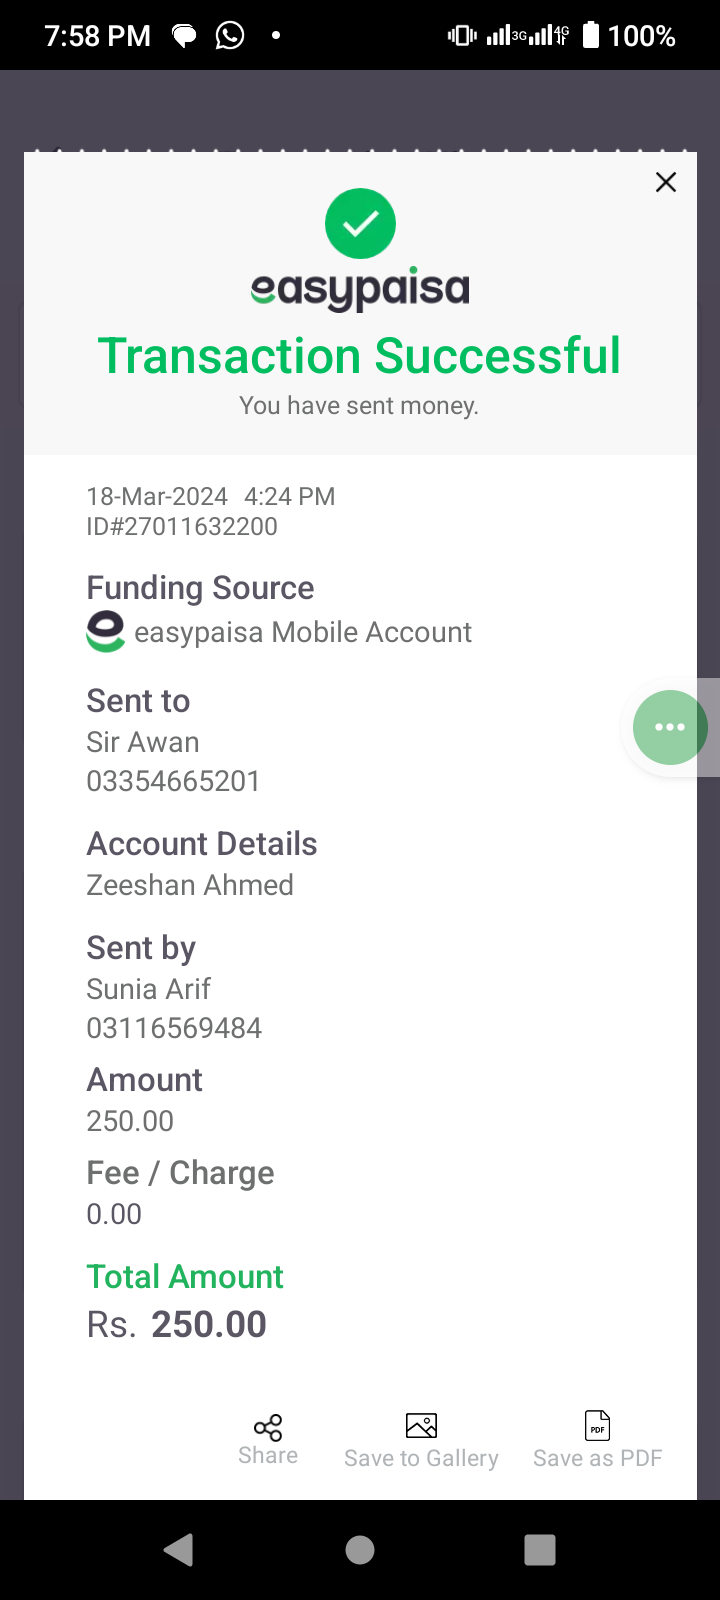 7:58 PM
3G 4G 100%
easypaisa
Transaction Successful
You have sent money.
18-Mar-2024 4:24 PM
ID#27011632200
Funding Source
easypaisa Mobile Account
Sent to
Sir Awan
03354665201
Account Details
Zeeshan Ahmed
Sent by
Sunia Arif
03116569484
Amount
250.00
Fee / Charge
0.00
Total Amount
Rs. 250.00
Share
Save to Gallery
PDF
Save as PDF